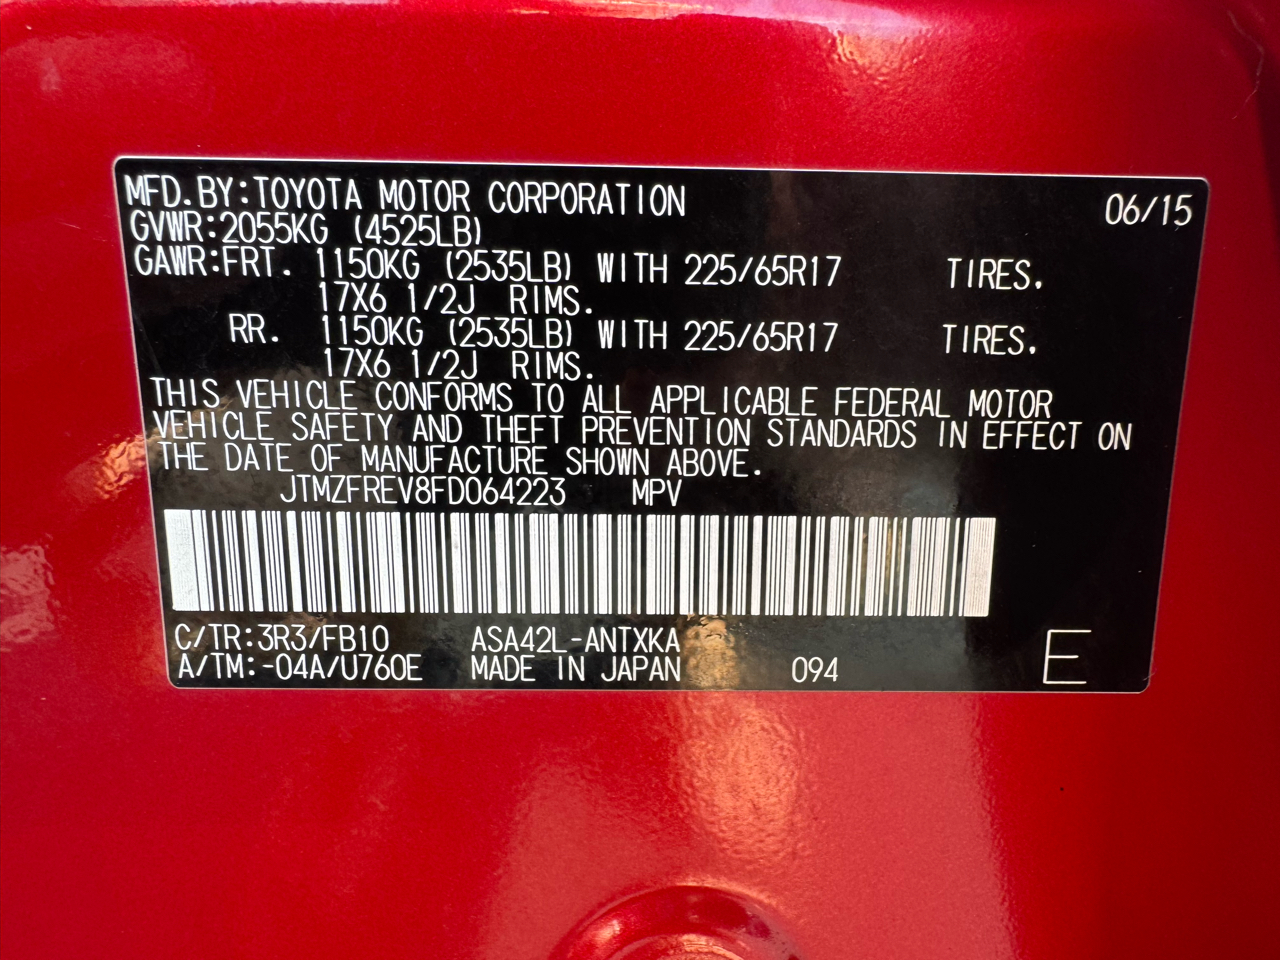 MFD.BY:TOYOTA MOTOR CORPORATION 06/15
GVWR:2055KG (4525LB)
GAWR:FRT. 1150KG (2535LB) WITH 225/65R17 TIRES.
17X6 1/2J RIMS.
RR. 1150KG (2535LB) WITH 225/65R17 TIRES.
17X6 1/2J RIMS.
THIS VEHICLE CONFORMS TO ALL APPLICABLE FEDERAL MOTOR
VEHICLE SAFETY AND THEFT PREVENTION STANDARDS IN EFFECT ON
THE DATE OF MANUFACTURE SHOWN ABOVE.
JTMZFREV8FD064223 MPV
C/TR:3R3/FB10 ASA42L-ANTXKA
A/TM:-04A/U760E MADE IN JAPAN 094 E